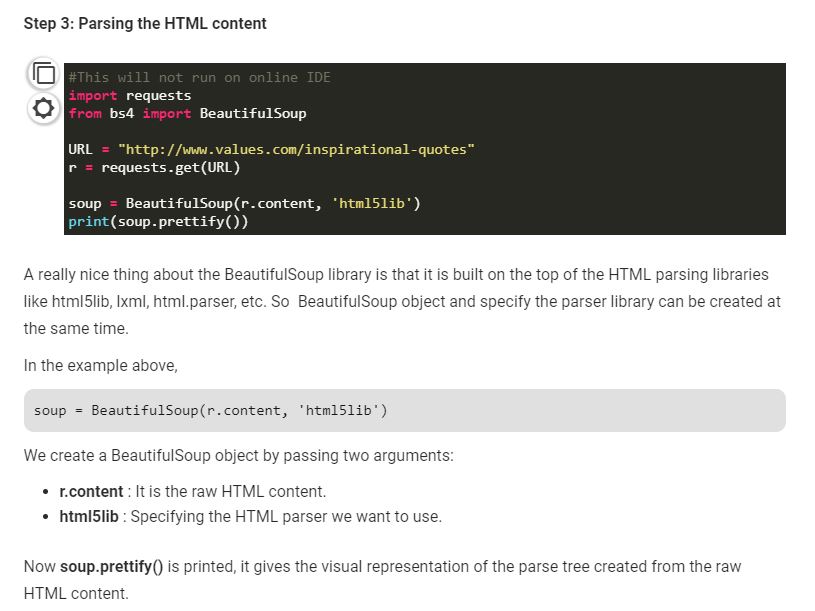 Step 3: Parsing the HTML content
#This will not run on online IDE
import requests
from bs4 import BeautifulSoup
URL = "http://www.values.com/inspirational-quotes"
r = requests.get(URL)
soup = BeautifulSoup(r.content, 'html5lib')
print(soup.prettify())
A really nice thing about the BeautifulSoup library is that it is built on the top of the HTML parsing libraries
like html5lib, lxml, html.parser, etc. So  BeautifulSoup object and specify the parser library can be created at
the same time.
In the example above,
soup = BeautifulSoup(r.content, 'html5lib')
We create a BeautifulSoup object by passing two arguments:
• r.content : It is the raw HTML content.
• html5lib : Specifying the HTML parser we want to use.
Now soup.prettify() is printed, it gives the visual representation of the parse tree created from the raw
HTML content.